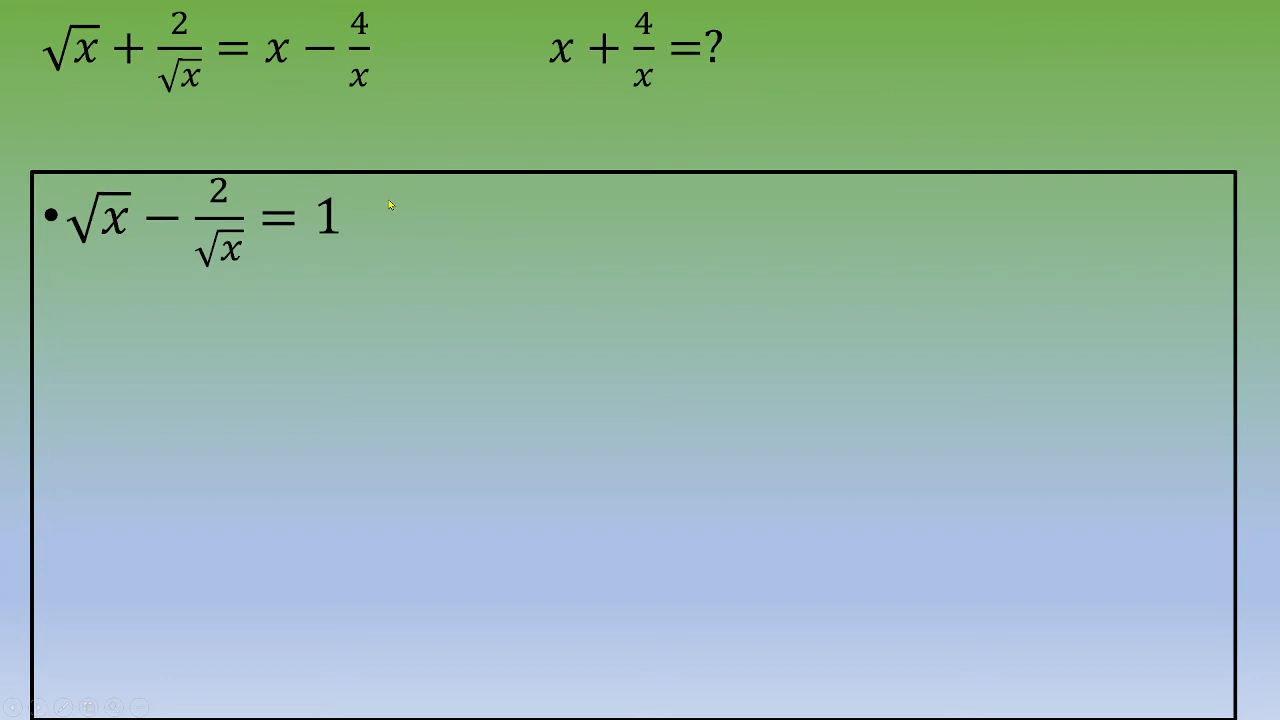 √x + 2/√x = x − 4/x    x + 4/x =?
• √x − 2/√x = 1